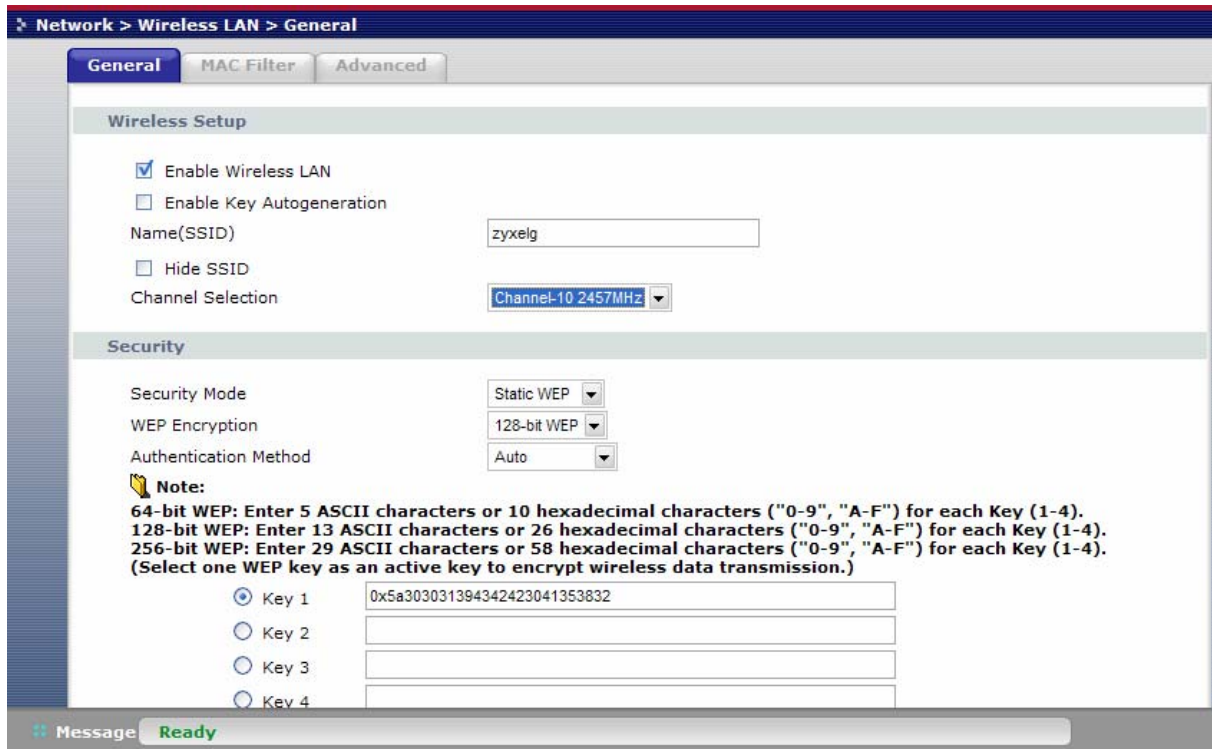 Network > Wireless LAN > General
General MAC Filter Advanced
Wireless Setup
Enable Wireless LAN
Enable Key Autogeneration
Name(SSID) zyxelg
Hide SSID
Channel Selection Channel-10 2457MHz
Security
Security Mode Static WEP
WEP Encryption 128-bit WEP
Authentication Method Auto
Note:
64-bit WEP: Enter 5 ASCII characters or 10 hexadecimal characters ("0-9", "A-F") for each Key (1-4).
128-bit WEP: Enter 13 ASCII characters or 26 hexadecimal characters ("0-9", "A-F") for each Key (1-4).
256-bit WEP: Enter 29 ASCII characters or 58 hexadecimal characters ("0-9", "A-F") for each Key (1-4).
(Select one WEP key as an active key to encrypt wireless data transmission.)
Key 1 0x5a303031394342423041353832
Key 2
Key 3
Key 4
Message Ready